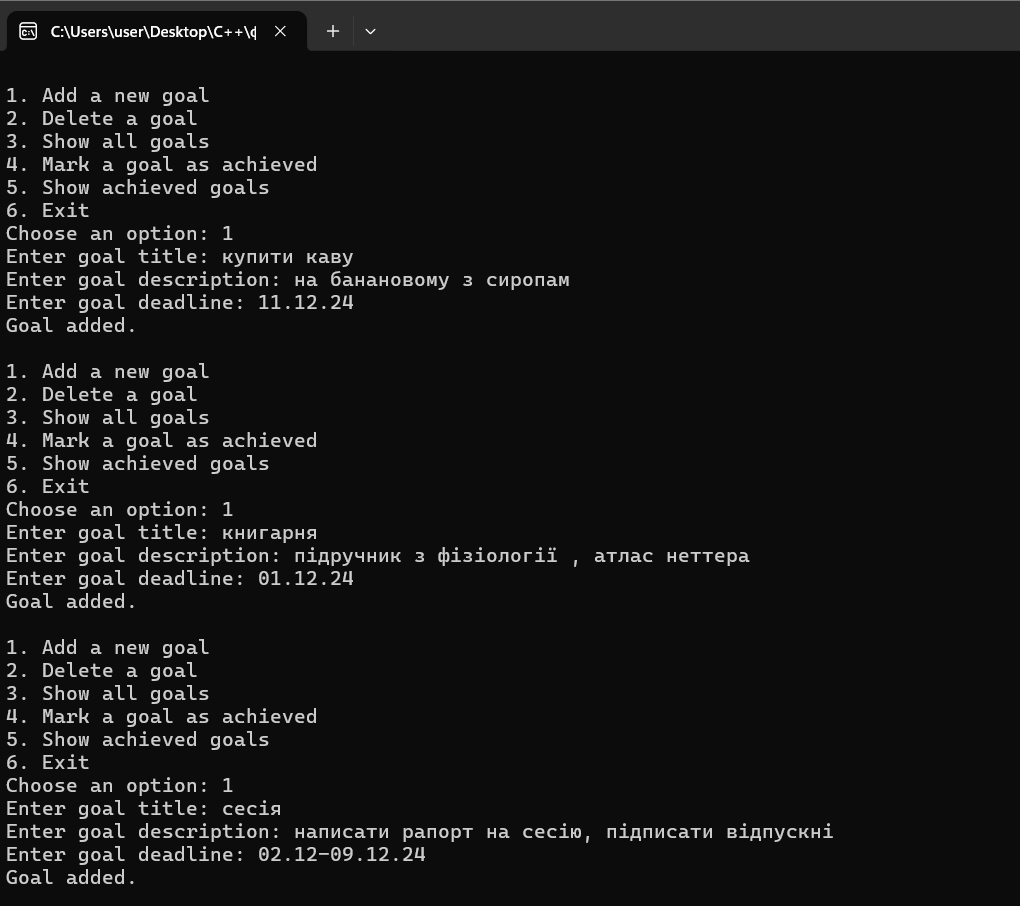 C:\Users\user\Desktop\C++\
1. Add a new goal
2. Delete a goal
3. Show all goals
4. Mark a goal as achieved
5. Show achieved goals
6. Exit
Choose an option: 1
Enter goal title: купити каву
Enter goal description: на банановому з сиропам
Enter goal deadline: 11.12.24
Goal added.
1. Add a new goal
2. Delete a goal
3. Show all goals
4. Mark a goal as achieved
5. Show achieved goals
6. Exit
Choose an option: 1
Enter goal title: книгарня
Enter goal description: підручник з фізіології , атлас неттера
Enter goal deadline: 01.12.24
Goal added.
1. Add a new goal
2. Delete a goal
3. Show all goals
4. Mark a goal as achieved
5. Show achieved goals
6. Exit
Choose an option: 1
Enter goal title: сесія
Enter goal description: написати рапорт на сесію, підписати відпускні
Enter goal deadline: 02.12-09.12.24
Goal added.